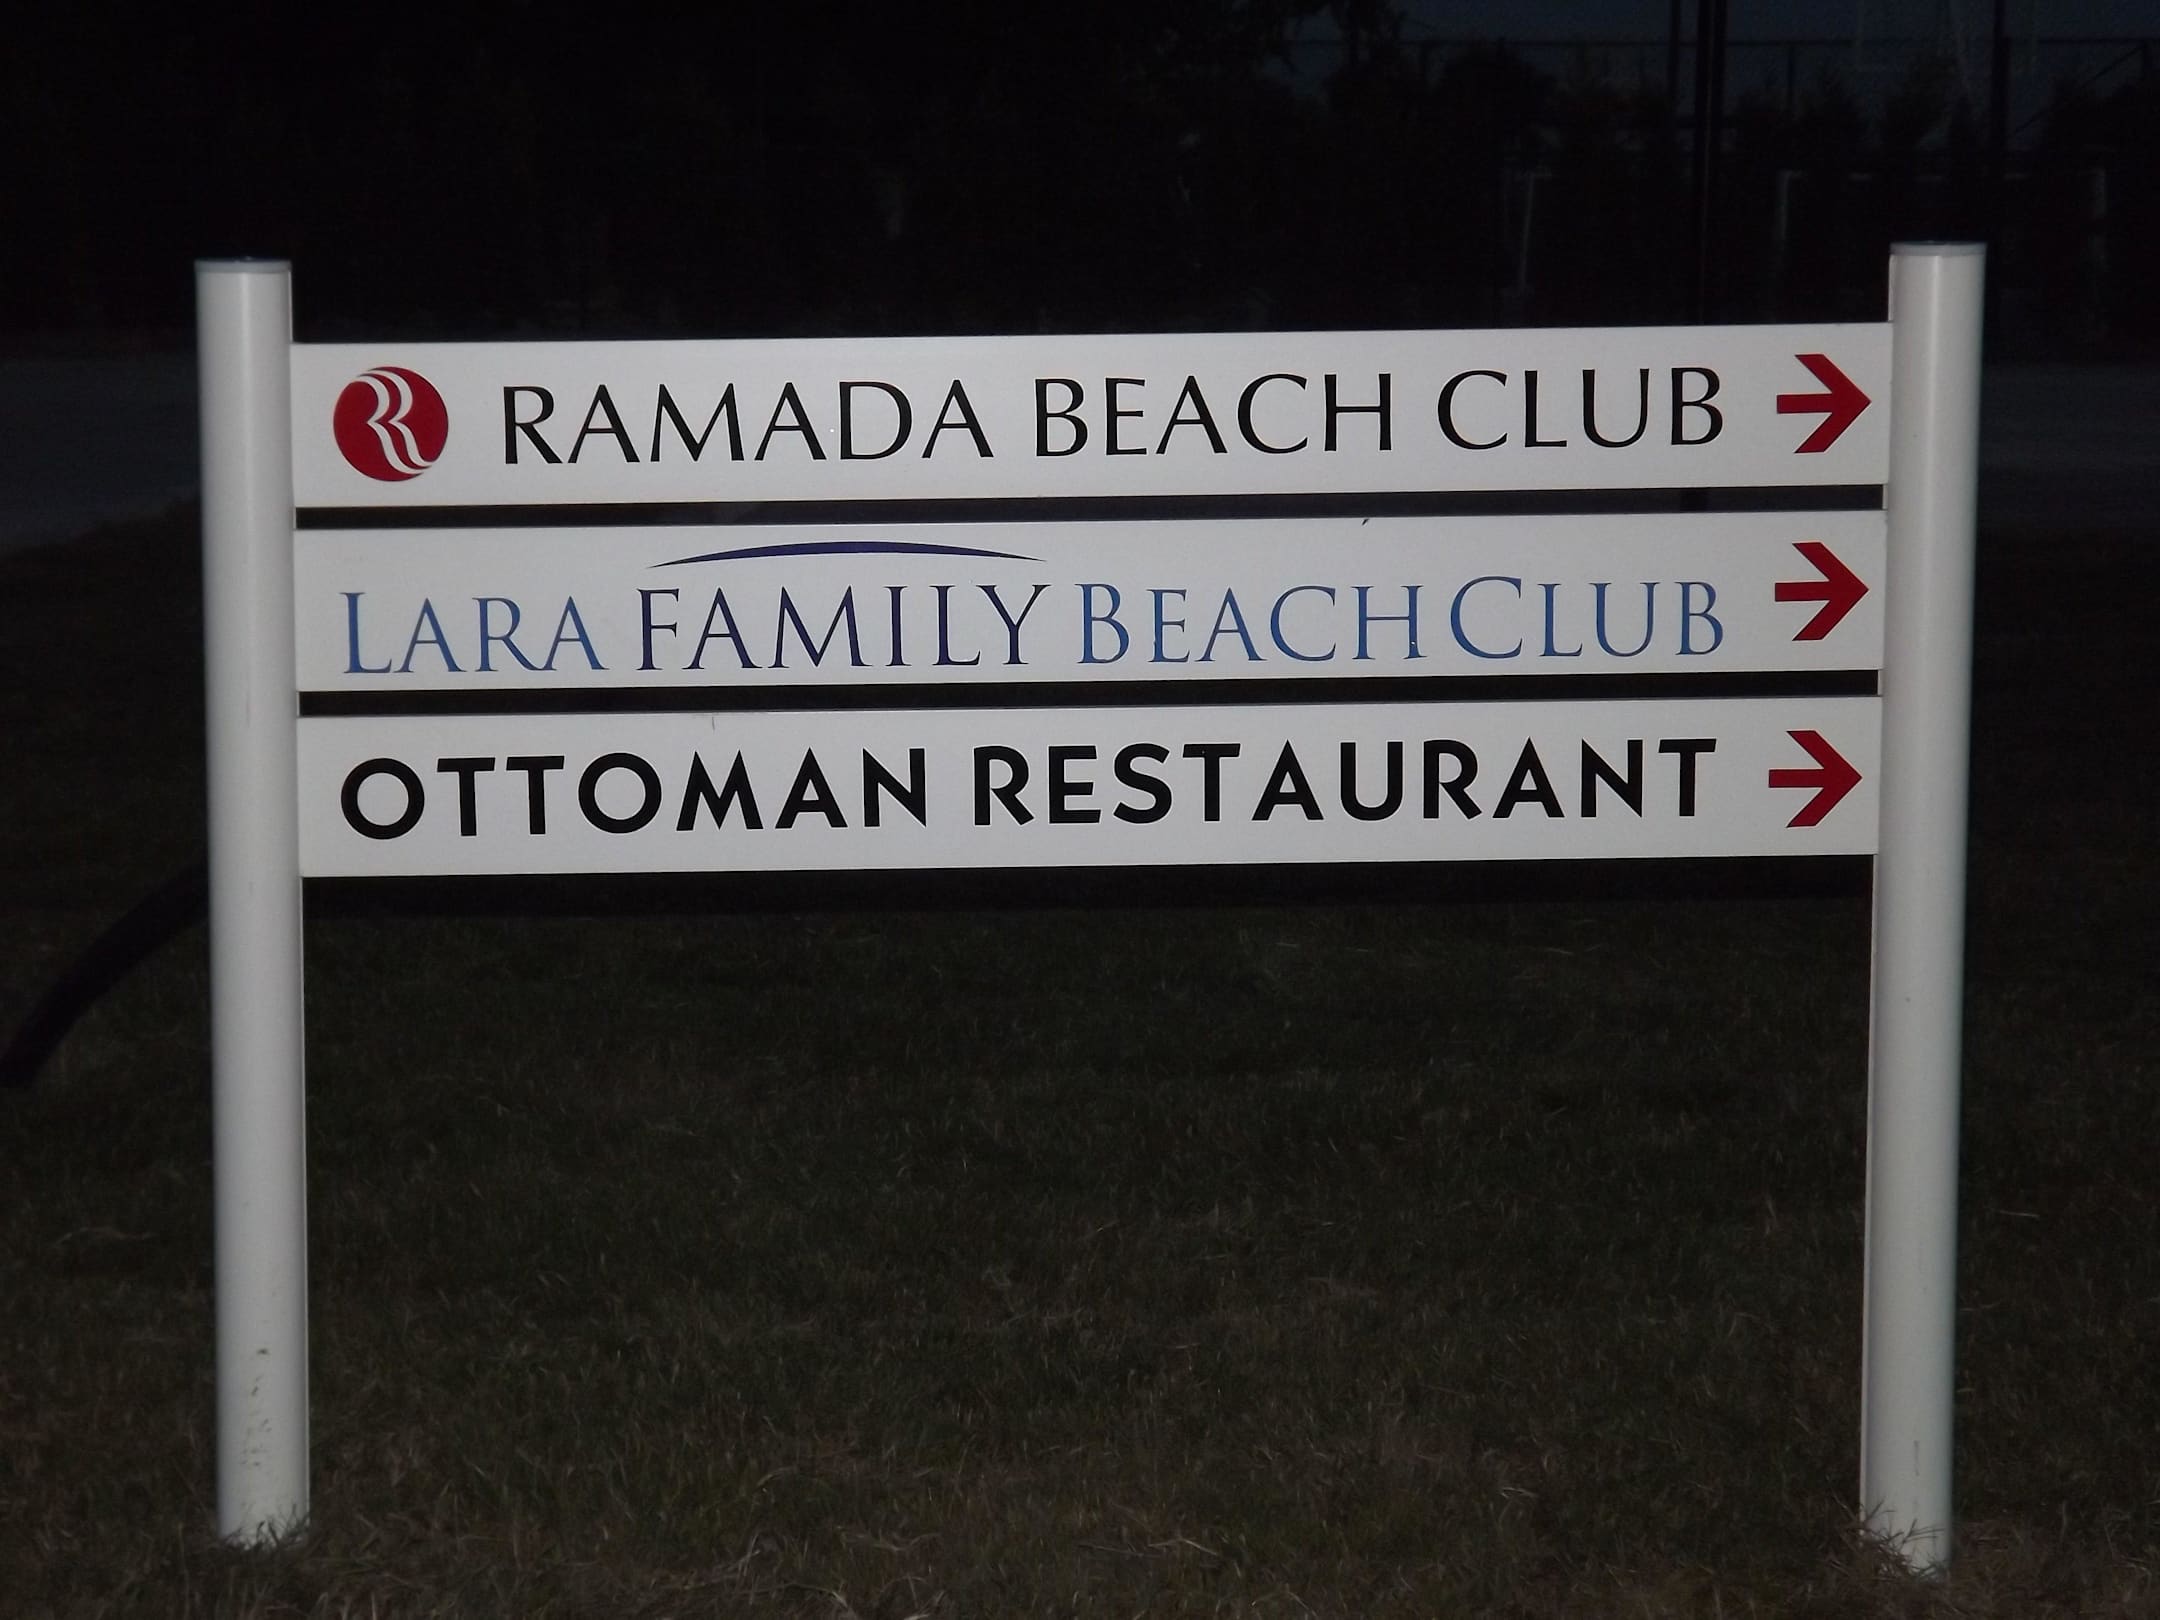 RAMADA BEACH CLUB
LARA FAMILY BEACH CLUB
OTTOMAN RESTAURANT